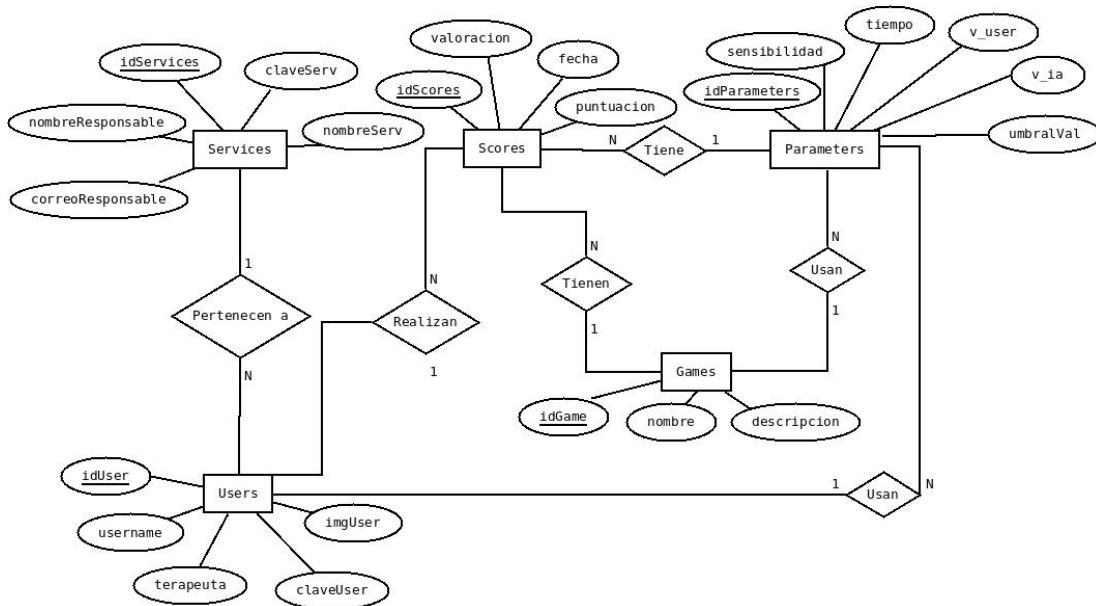 idServices
claveServ
nombreResponsable
nombreServ
Services
correoResponsable
1
Pertenecen a
N
valoracion
fecha
idScores
puntuacion
Scores
N
Tiene
1
sensibilidad
tiempo
v_user
idParameters
v_ia
umbralVal
Parameters
N
Realizan
1
N
Tienen
1
N
Usan
1
Games
idGame
nombre
descripcion
idUser
Users
username
imgUser
terapeuta
claveUser
1
Usan
N